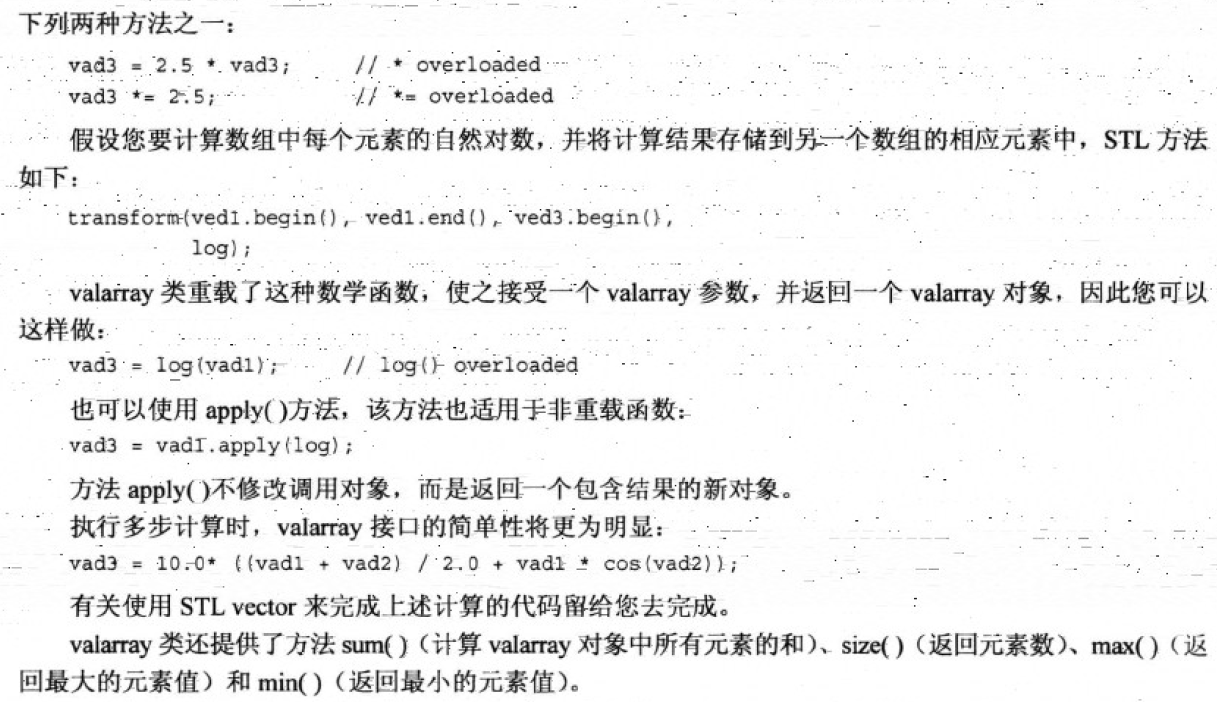 下列两种方法之一：
vad3 = 2.5 * vad3;      // * overloaded
vad3 *= 2.5;            // *= overloaded
假设您要计算数组中每个元素的自然对数，并将计算结果存储到另一个数组的相应元素中，STL 方法
如下：
transform(ved1.begin(), ved1.end(), ved3.begin(),
          log);
valarray 类重载了这种数学函数，使之接受一个 valarray 参数，并返回一个 valarray 对象，因此您可以
这样做：
vad3 = log(vad1);      // log() overloaded
也可以使用 apply( )方法，该方法也适用于非重载函数：
vad3 = vad1.apply(log);
方法 apply( )不修改调用对象，而是返回一个包含结果的新对象。
执行多步计算时，valarray 接口的简单性将更为明显：
vad3 = 10.0* ((vad1 + vad2) / 2.0 + vad1 * cos(vad2));
有关使用 STL vector 来完成上述计算的代码留给您去完成。
valarray 类还提供了方法 sum( )（计算 valarray 对象中所有元素的和）、size( )（返回元素数）、max( )（返
回最大的元素值）和 min( )（返回最小的元素值）。